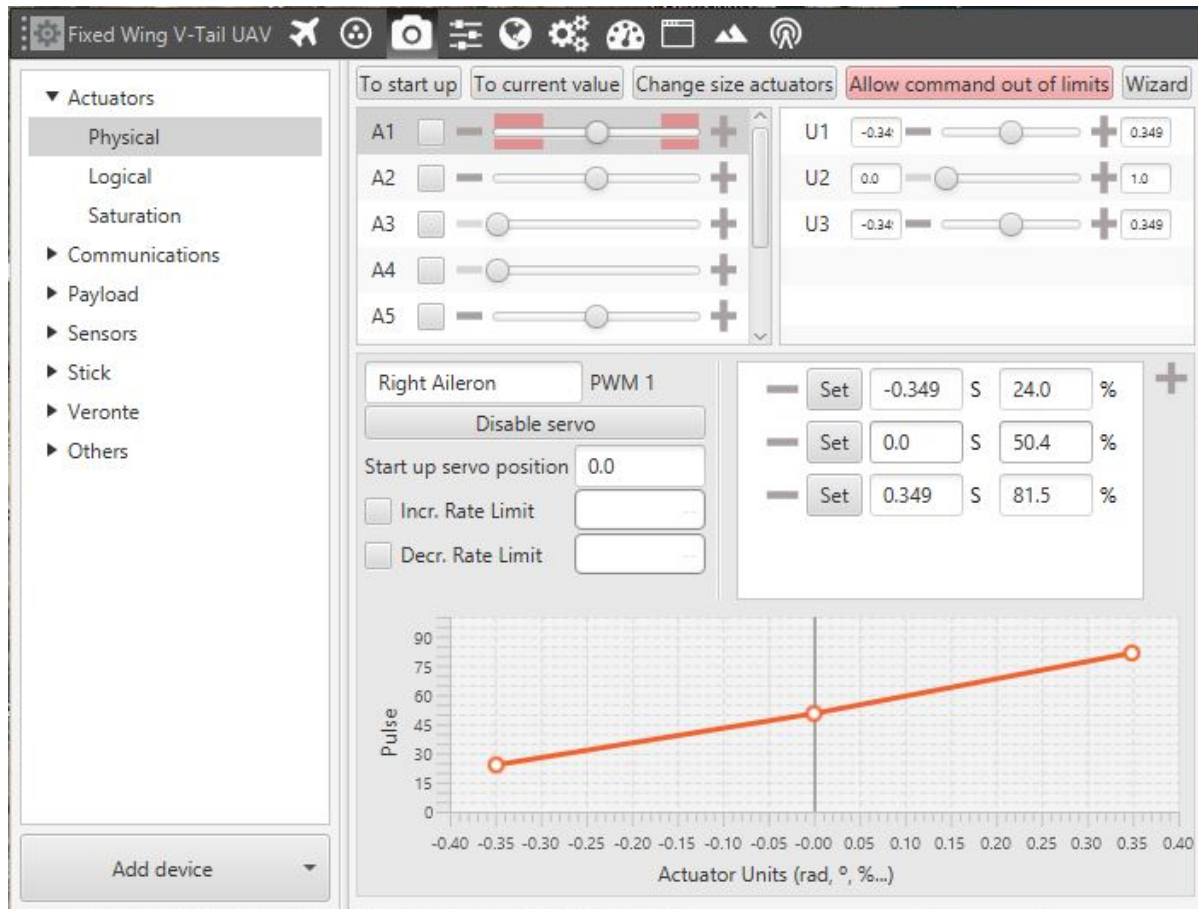 Fixed Wing V-Tail UAV
Actuators
Physical
Logical
Saturation
Communications
Payload
Sensors
Stick
Veronte
Others
Add device
To start up To current value Change size actuators Allow command out of limits Wizard
A1
A2
A3
A4
A5
U1 -0.34 0.349
U2 0.0 1.0
U3 -0.34 0.349
Right Aileron PWM 1
Disable servo
Start up servo position 0.0
Incr. Rate Limit --
Decr. Rate Limit --
Set -0.349 S 24.0 %
Set 0.0 S 50.4 %
Set 0.349 S 81.5 %
Pulse
90
75
60
45
30
15
0
-0.40 -0.35 -0.30 -0.25 -0.20 -0.15 -0.10 -0.05 -0.00 0.05 0.10 0.15 0.20 0.25 0.30 0.35 0.40
Actuator Units (rad, º, %...)